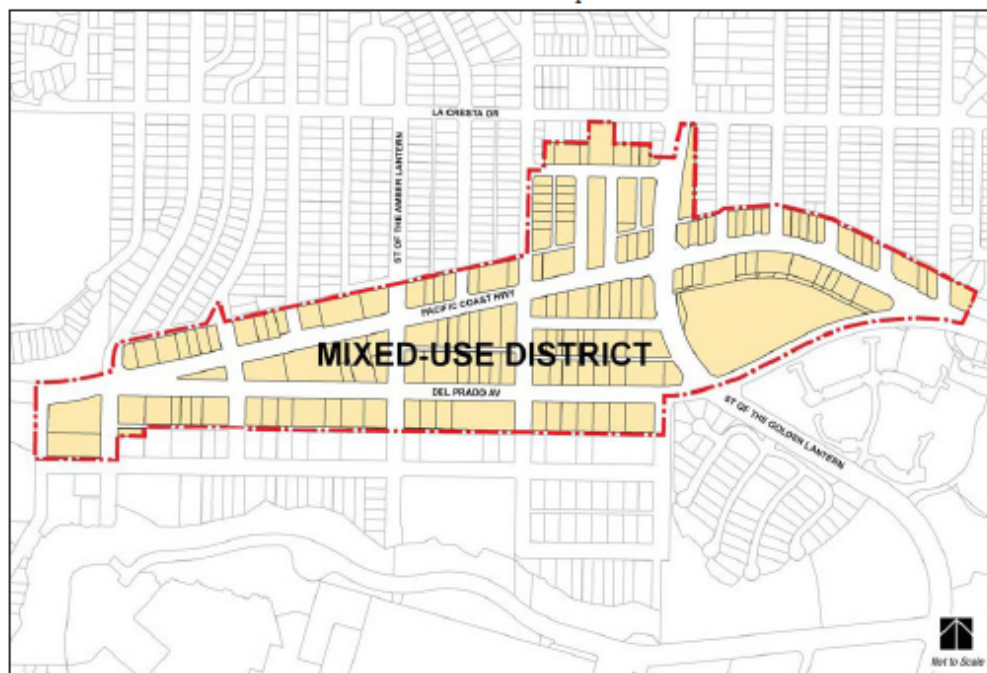 LA CRESTA DR
ST OF THE AMBER LANTERN
PACIFIC COAST HWY
MIXED-USE DISTRICT
DEL PRADO AV
ST OF THE GOLDEN LANTERN
Not to Scale